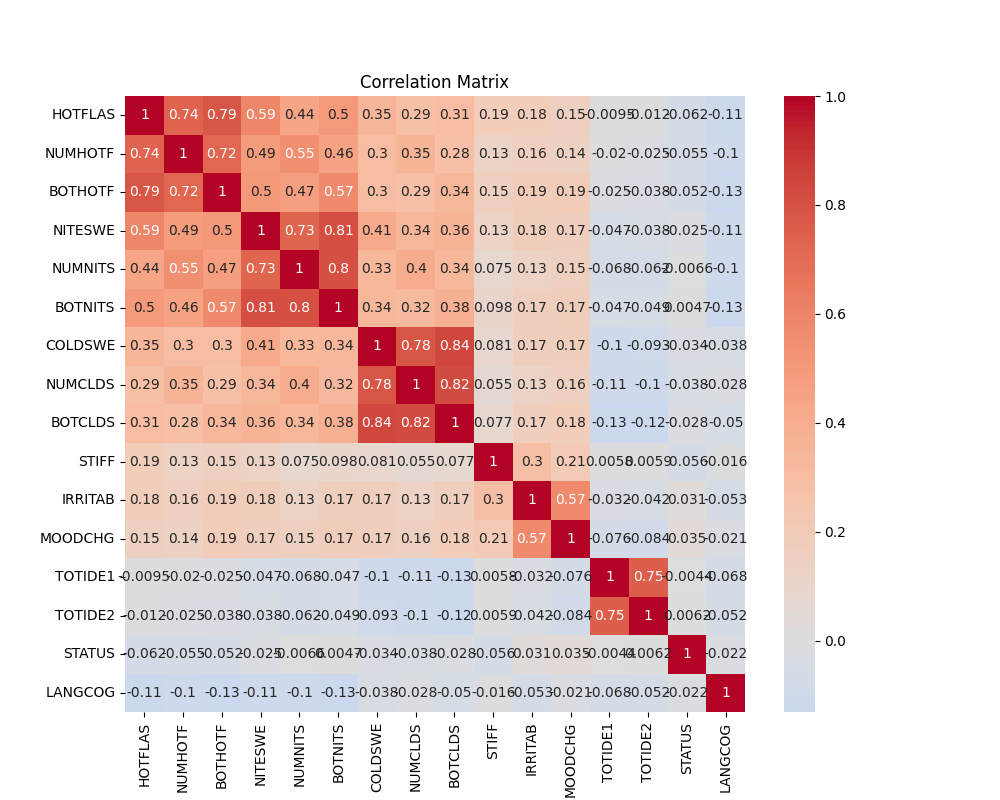 Correlation Matrix
HOTFLAS 1 0.74 0.79 0.59 0.44 0.5 0.35 0.29 0.31 0.19 0.18 0.15 -0.0095 -0.012 -0.062 -0.11
NUMHOTF 0.74 1 0.72 0.49 0.55 0.46 0.3 0.35 0.28 0.13 0.16 0.14 -0.02 -0.025 -0.055 -0.1
BOTHOTF 0.79 0.72 1 0.5 0.47 0.57 0.3 0.29 0.34 0.15 0.19 0.19 -0.025 -0.038 -0.052 -0.13
NITESWE 0.59 0.49 0.5 1 0.73 0.81 0.41 0.34 0.36 0.13 0.18 0.17 -0.047 -0.038 -0.025 -0.11
NUMNITS 0.44 0.55 0.47 0.73 1 0.8 0.33 0.4 0.34 0.075 0.13 0.15 -0.068 -0.062 0.0066 -0.1
BOTNITS 0.5 0.46 0.57 0.81 0.8 1 0.34 0.32 0.38 0.098 0.17 0.17 -0.047 -0.049 0.0047 -0.13
COLDSWE 0.35 0.3 0.3 0.41 0.33 0.34 1 0.78 0.84 0.081 0.17 0.17 -0.1 -0.093 -0.034 -0.038
NUMCLDS 0.29 0.35 0.29 0.34 0.4 0.32 0.78 1 0.82 0.055 0.13 0.16 -0.11 -0.1 -0.038 -0.028
BOTCLDS 0.31 0.28 0.34 0.36 0.34 0.38 0.84 0.82 1 0.077 0.17 0.18 -0.13 -0.12 -0.028 -0.05
STIFF 0.19 0.13 0.15 0.13 0.075 0.098 0.081 0.055 0.077 1 0.3 0.21 0.0058 0.0059 -0.056 -0.016
IRRITAB 0.18 0.16 0.19 0.18 0.13 0.17 0.17 0.13 0.17 0.3 1 0.57 -0.032 -0.042 0.031 -0.053
MOODCHG 0.15 0.14 0.19 0.17 0.15 0.17 0.17 0.16 0.18 0.21 0.57 1 -0.076 -0.084 0.035 -0.021
TOTIDE1 -0.0095 -0.02 -0.025 -0.047 -0.068 -0.047 -0.1 -0.11 -0.13 0.0058 -0.032 -0.076 1 0.75 -0.0044 -0.068
TOTIDE2 -0.012 -0.025 -0.038 -0.038 -0.062 -0.049 -0.093 -0.1 -0.12 0.0059 -0.042 -0.084 0.75 1 0.0062 -0.052
STATUS -0.062 -0.055 -0.052 -0.025 0.0066 0.0047 -0.034 -0.038 -0.028 -0.056 0.031 0.035 -0.0044 0.0062 1 -0.022
LANGCOG -0.11 -0.1 -0.13 -0.11 -0.1 -0.13 -0.038 -0.028 -0.05 -0.016 -0.053 -0.021 -0.068 -0.052 -0.022 1
HOTFLAS NUMHOTF BOTHOTF NITESWE NUMNITS BOTNITS COLDSWE NUMCLDS BOTCLDS STIFF IRRITAB MOODCHG TOTIDE1 TOTIDE2 STATUS LANGCOG
1.0
0.8
0.6
0.4
0.2
0.0